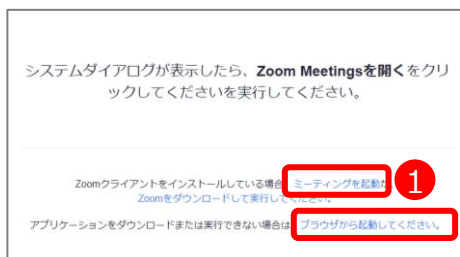 システムダイアログが表示したら、Zoom Meetingsを開くをクリ
ックしてくださいを実行してください。
Zoomクライアントをインストールしている場合 ミーティングを起動
1
Zoomをダウンロードして実行してください。
アプリケーションをダウンロードまたは実行できない場合は ブラウザから起動してください。